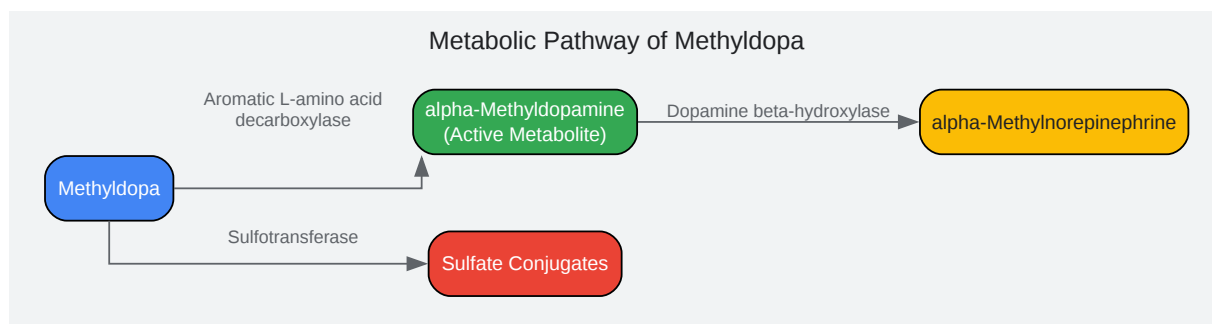 Metabolic Pathway of Methyldopa
Aromatic L-amino acid
decarboxylase
alpha-Methyldopamine
(Active Metabolite)
Dopamine beta-hydroxylase
alpha-Methylnorepinephrine
Methyldopa
Sulfotransferase
Sulfate Conjugates